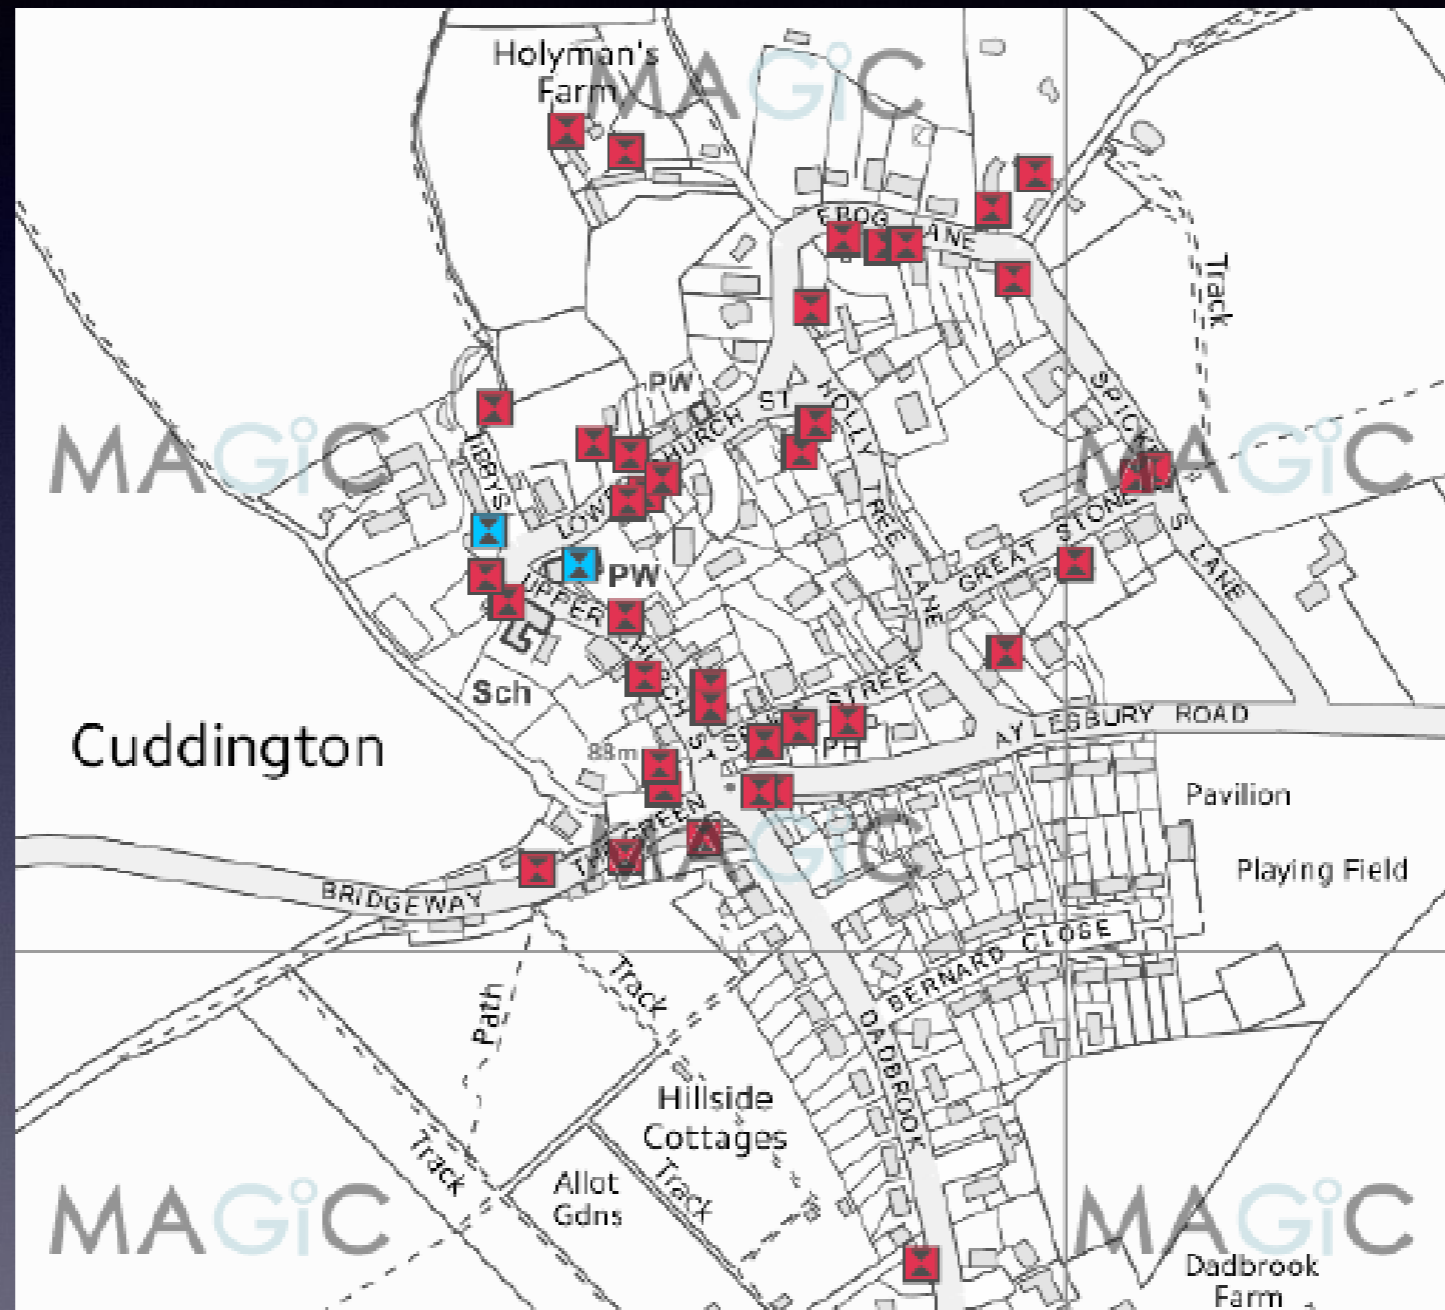 Holyman's
Farm
MAGiC
FROG LANE
Track
PW
CHURCH ST
HOLLY TREE LANE
SPICKETS LANE
MAGiC
MAGiC
TIBBYS
LOWER
GREAT STONE
PW
UPPER CHURCH ST
Sch
STREET
AYLESBURY ROAD
Cuddington
88m
PH
Pavilion
THE GREEN
MAGiC
Playing Field
BRIDGEWAY
BERNARD CLOSE
Track
Path
DADBROOK
Hillside
Cottages
Track
Track
Allot
Gdns
MAGiC
MAGiC
Dadbrook
Farm